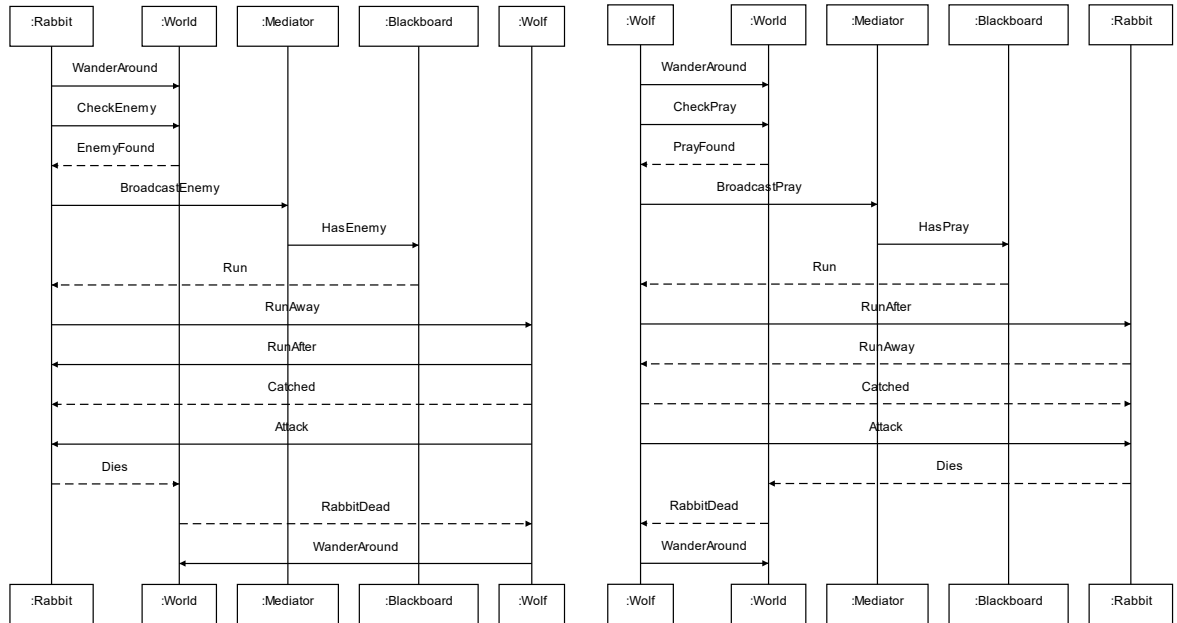 :Rabbit :World :Mediator :Blackboard :Wolf
WanderAround
CheckEnemy
EnemyFound
BroadcastEnemy
HasEnemy
Run
RunAway
RunAfter
Catched
Attack
Dies
RabbitDead
WanderAround
:Rabbit :World :Mediator :Blackboard :Wolf
:Wolf :World :Mediator :Blackboard :Rabbit
WanderAround
CheckPray
PrayFound
BroadcastPray
HasPray
Run
RunAfter
RunAway
Catched
Attack
Dies
RabbitDead
WanderAround
:Wolf :World :Mediator :Blackboard :Rabbit